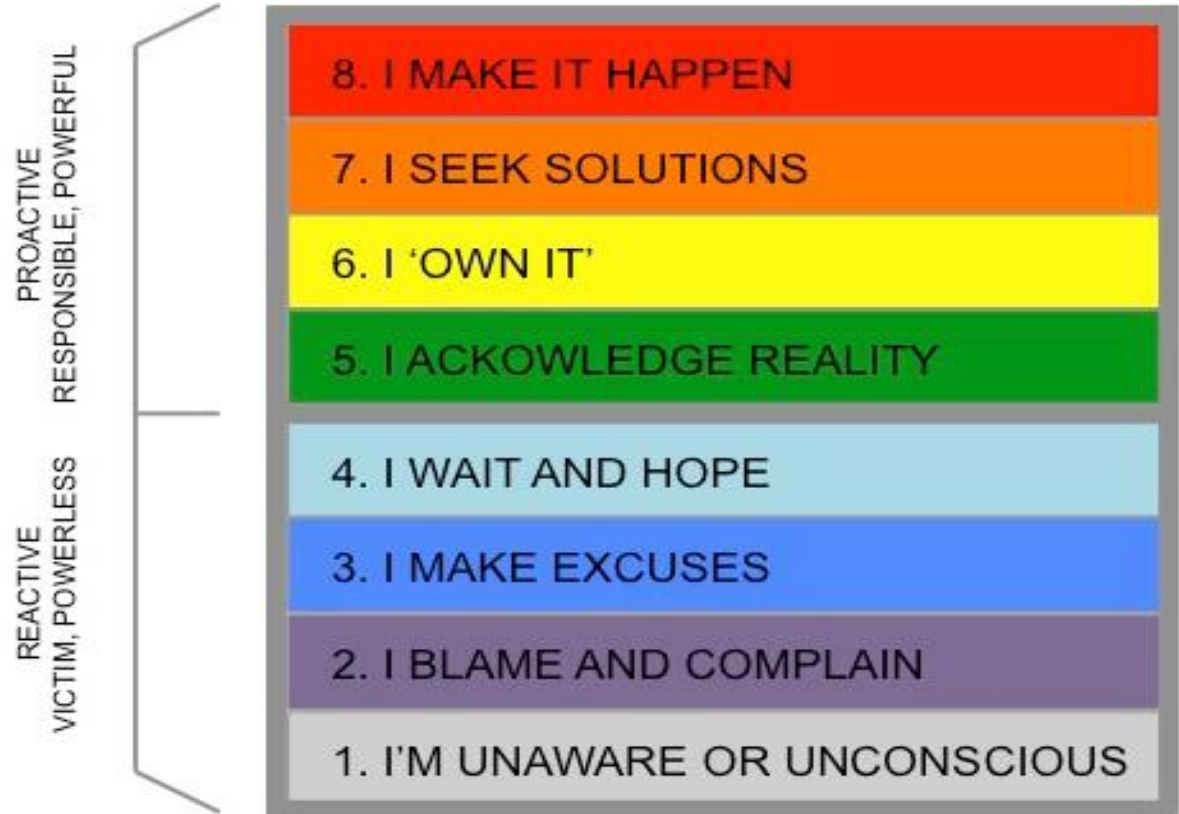 PROACTIVE
RESPONSIBLE, POWERFUL
8. I MAKE IT HAPPEN
7. I SEEK SOLUTIONS
6. I ‘OWN IT’
5. I ACKOWLEDGE REALITY
REACTIVE
VICTIM, POWERLESS
4. I WAIT AND HOPE
3. I MAKE EXCUSES
2. I BLAME AND COMPLAIN
1. I’M UNAWARE OR UNCONSCIOUS